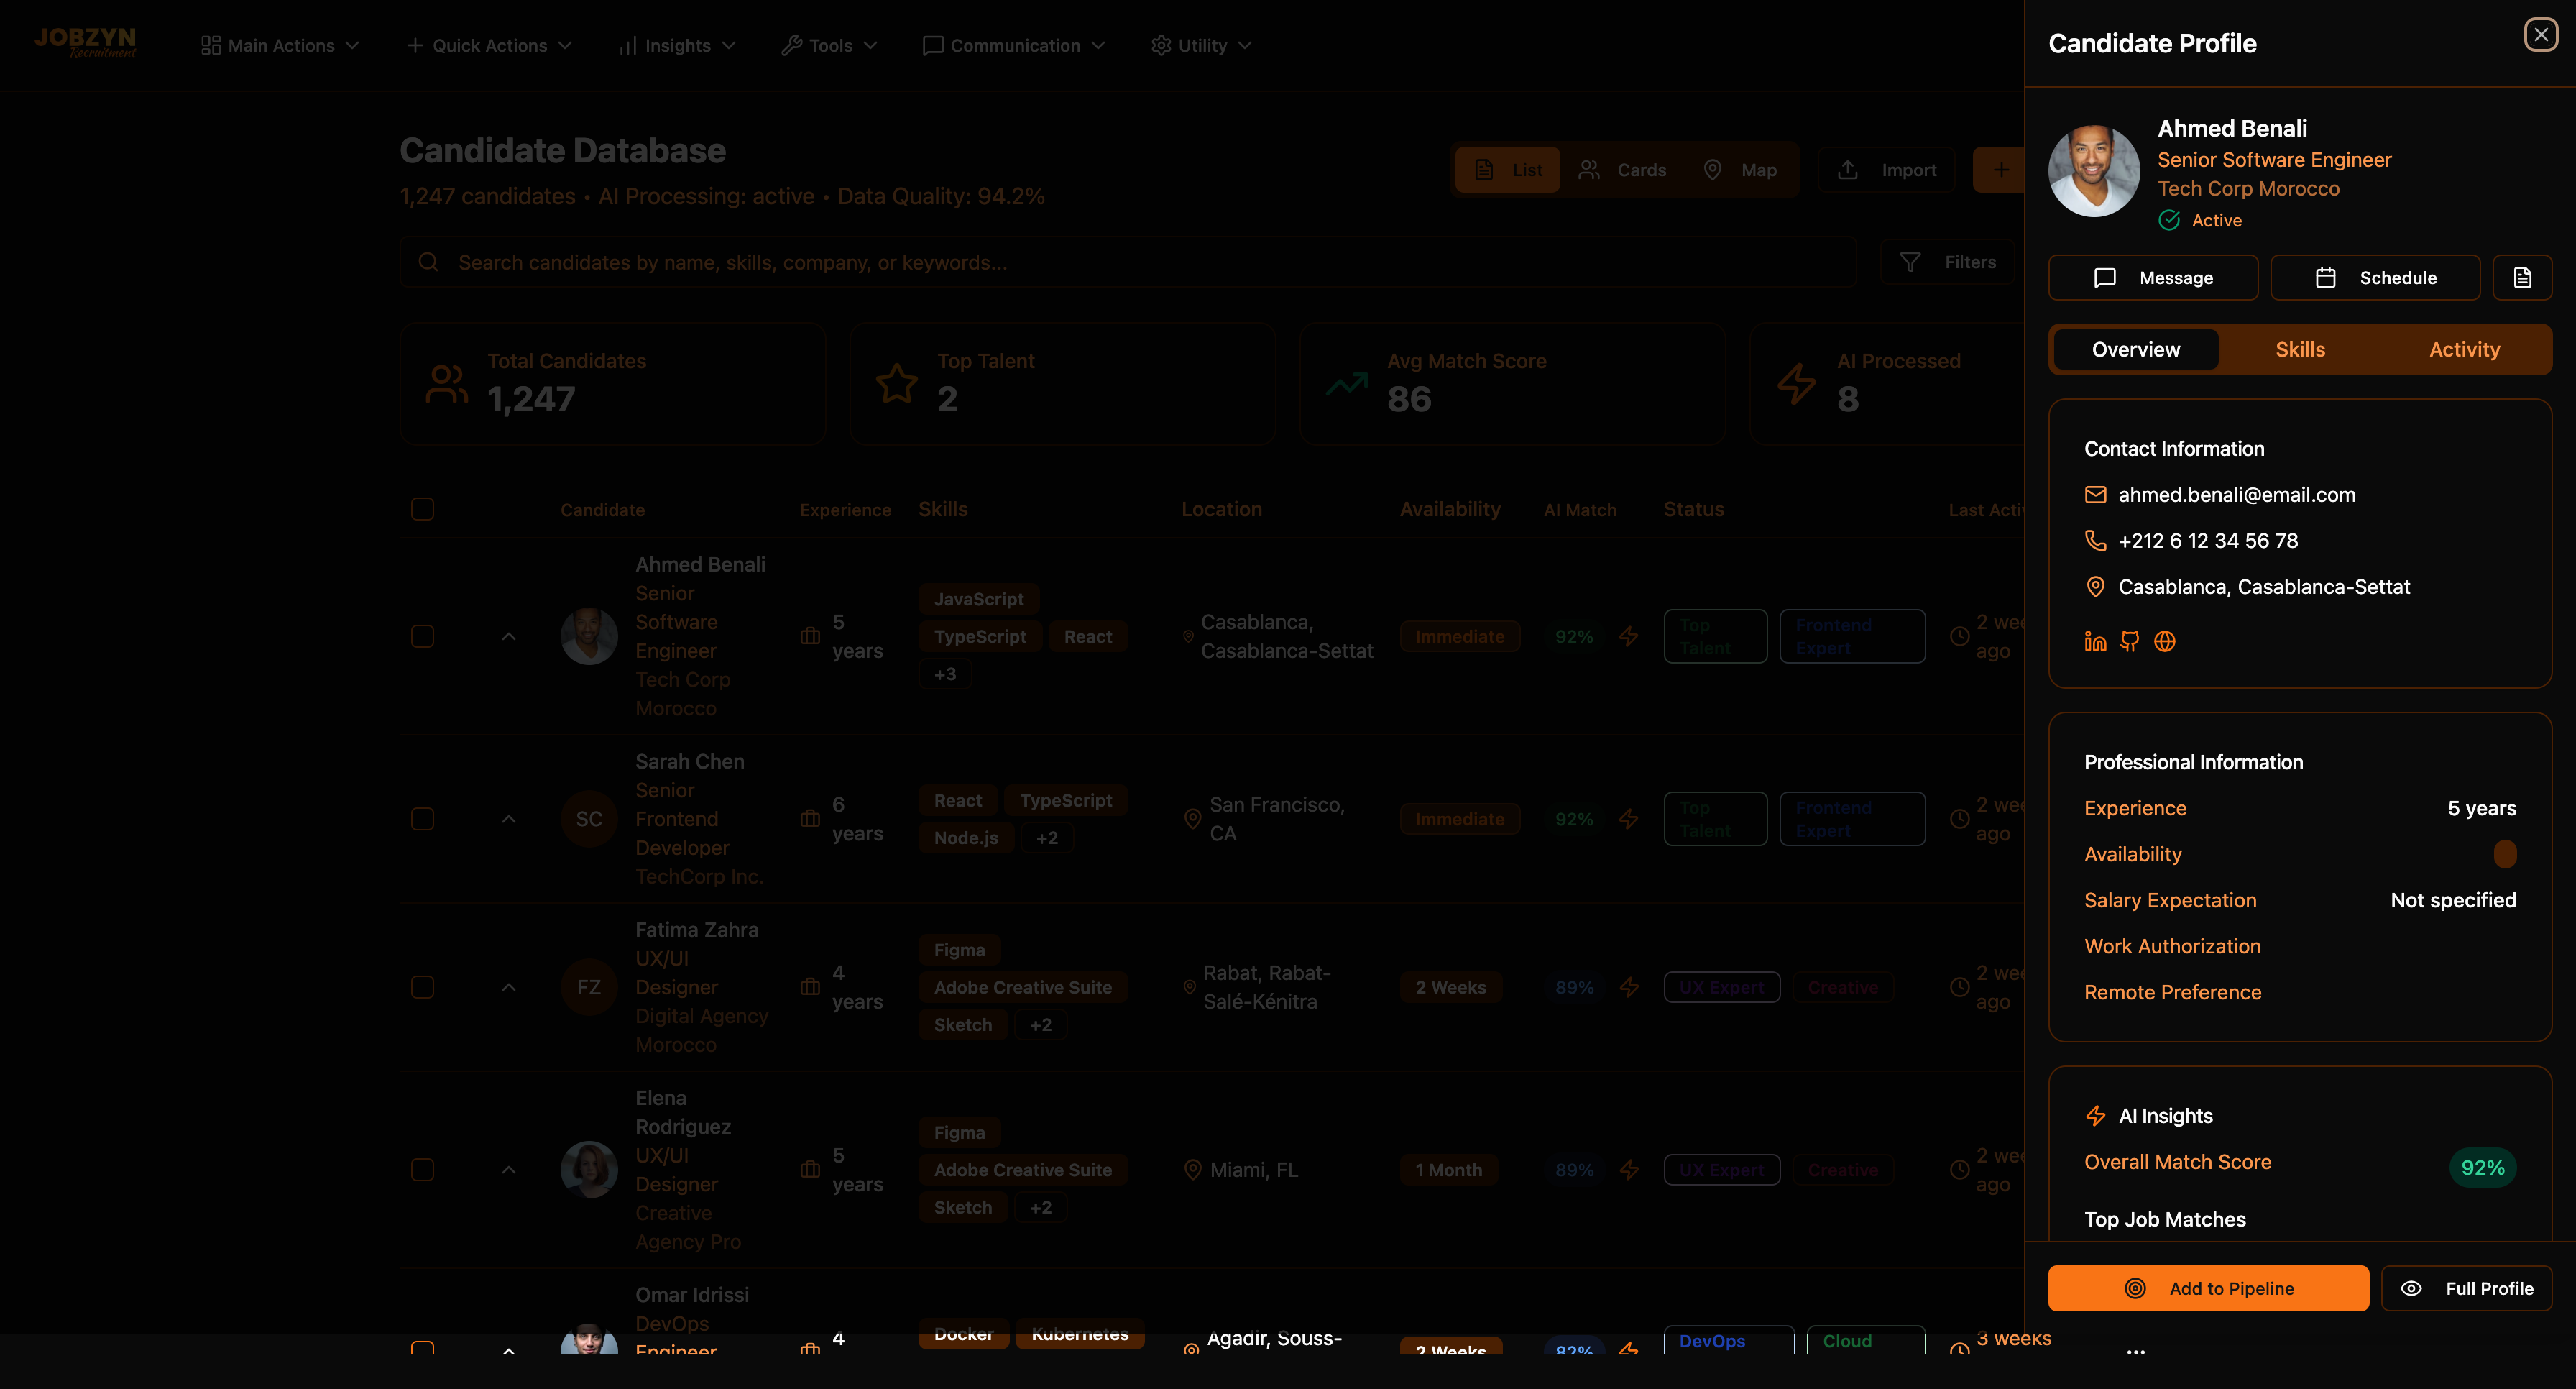 JOBZYN
Recruitment
Main Actions
Quick Actions
Insights
Tools
Communication
Utility
Candidate Database
1,247 candidates • AI Processing: active • Data Quality: 94.2%
List
Cards
Map
Import
Search candidates by name, skills, company, or keywords...
Filters
Total Candidates
1,247
Top Talent
2
Avg Match Score
86
AI Processed
8
Candidate Experience Skills Location Availability AI Match Status Last Activ
Ahmed Benali
Senior
Software
Engineer
Tech Corp
Morocco
5
years
JavaScript
TypeScript React
+3
Casablanca,
Casablanca-Settat
Immediate
92%
Top
Talent
Frontend
Expert
2 wee
ago
Sarah Chen
SC
Senior
Frontend
Developer
TechCorp Inc.
6
years
React TypeScript
Node.js +2
San Francisco,
CA
Immediate
92%
Top
Talent
Frontend
Expert
2 wee
ago
Fatima Zahra
FZ
UX/UI
Designer
Digital Agency
Morocco
4
years
Figma
Adobe Creative Suite
Sketch +2
Rabat, Rabat-
Salé-Kénitra
2 Weeks
89%
UX Expert
Creative
2 wee
ago
Elena
Rodriguez
UX/UI
Designer
Creative
Agency Pro
5
years
Figma
Adobe Creative Suite
Sketch +2
Miami, FL
1 Month
89%
UX Expert
Creative
2 wee
ago
Omar Idrissi
DevOps
Engineer
4
Docker Kubernetes
Agadir, Souss-
2 Weeks
82%
DevOps
Cloud
3 weeks
...
Candidate Profile
Ahmed Benali
Senior Software Engineer
Tech Corp Morocco
Active
Message
Schedule
Overview
Skills
Activity
Contact Information
ahmed.benali@email.com
+212 6 12 34 56 78
Casablanca, Casablanca-Settat
Professional Information
Experience 5 years
Availability
Salary Expectation Not specified
Work Authorization
Remote Preference
AI Insights
Overall Match Score 92%
Top Job Matches
Add to Pipeline
Full Profile